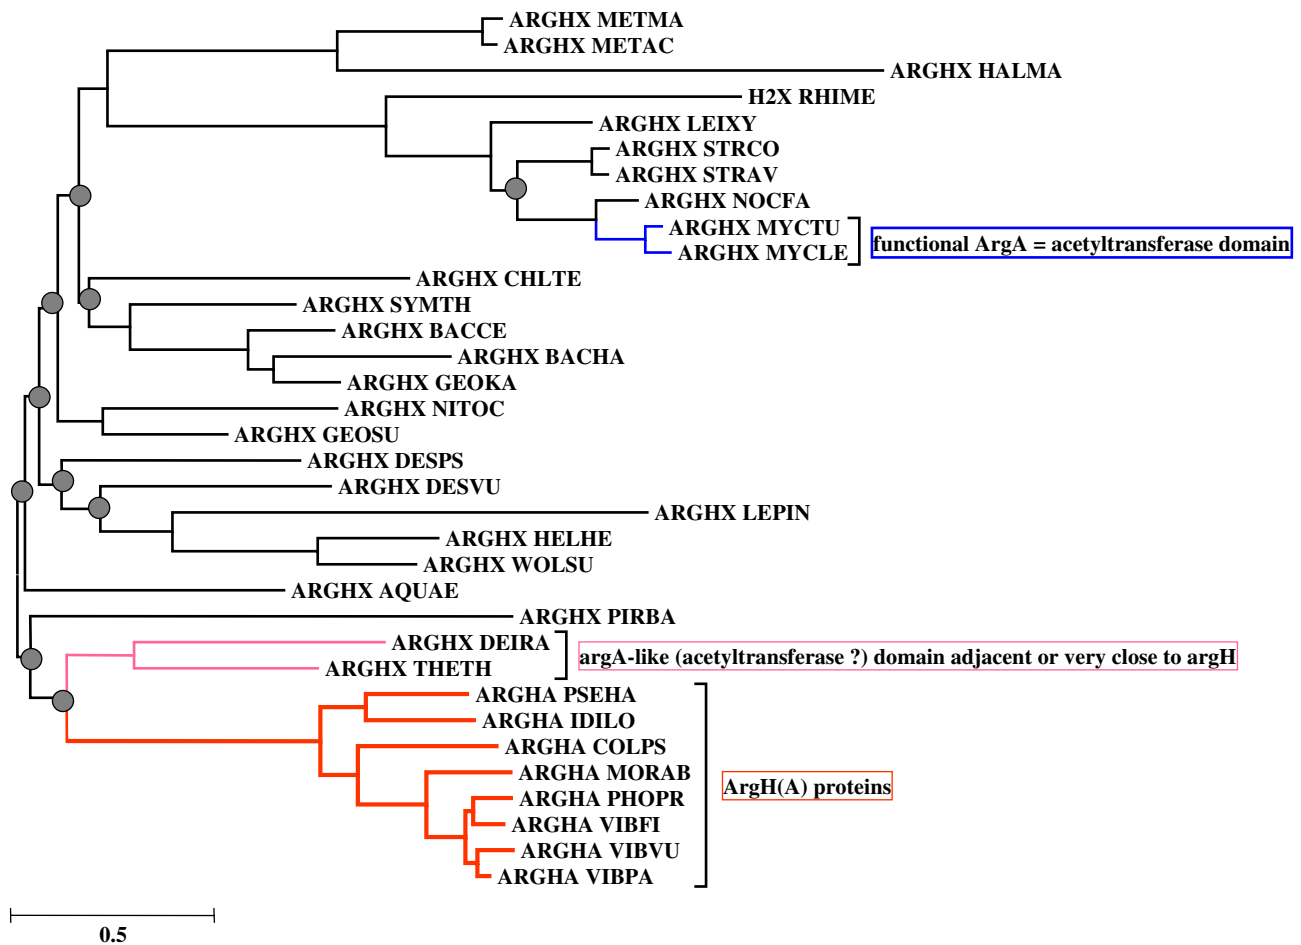 ARGHX METMA
ARGHX METAC
ARGHX HALMA
H2X RHIME
ARGHX LEIXY
ARGHX STRCO
ARGHX STRAV
ARGHX NOCFA
ARGHX MYCTU
functional ArgA = acetyltransferase domain
ARGHX MYCLE
ARGHX CHLTE
ARGHX SYMTH
ARGHX BACCE
ARGHX BACHA
ARGHX GEOKA
ARGHX NITOC
ARGHX GEOSU
ARGHX DESPS
ARGHX DESVU
ARGHX LEPIN
ARGHX HELHE
ARGHX WOLSU
ARGHX AQUAE
ARGHX PIRBA
ARGHX DEIRA
argA-like (acetyltransferase ?) domain adjacent or very close to argH
ARGHX THETH
ARGHA PSEHA
ARGHA IDILO
ARGHA COLPS
ARGHA MORAB
ArgH(A) proteins
ARGHA PHOPR
ARGHA VIBFI
ARGHA VIBVU
ARGHA VIBPA
0.5